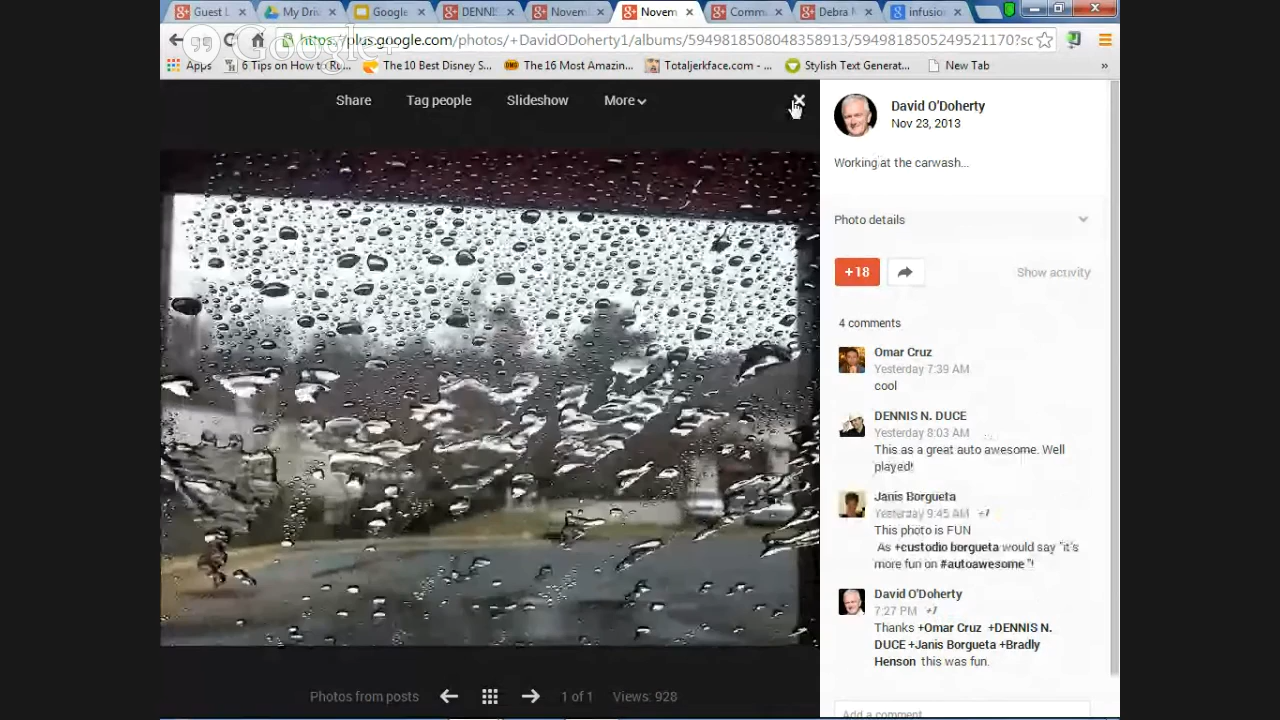 Guest L
My Driv
Google
DENNI
Novem
Novem
Comm
Debra
infusio
Google+
https://plus.google.com/photos/+DavidODoherty1/albums/5949818508048358913/5949818505249521170?sc
Apps
6 Tips on How to R...
The 10 Best Disney S...
The 16 Most Amazin...
Totaljerkface.com - ...
Stylish Text Generat...
New Tab
»
Share
Tag people
Slideshow
More
David O'Doherty
Nov 23, 2013
Working at the carwash...
Photo details
+18
Show activity
4 comments
Omar Cruz
Yesterday 7:39 AM
cool
DENNIS N. DUCE
Yesterday 8:03 AM
This as a great auto awesome. Well
played!
Janis Borgueta
Yesterday 9:45 AM +1
This photo is FUN
As +custodio borgueta would say "it's
more fun on #autoawesome "!
David O'Doherty
7:27 PM +1
Thanks +Omar Cruz +DENNIS N.
DUCE +Janis Borgueta +Bradly
Henson this was fun.
Add a comment
Photos from posts
1 of 1
Views: 928